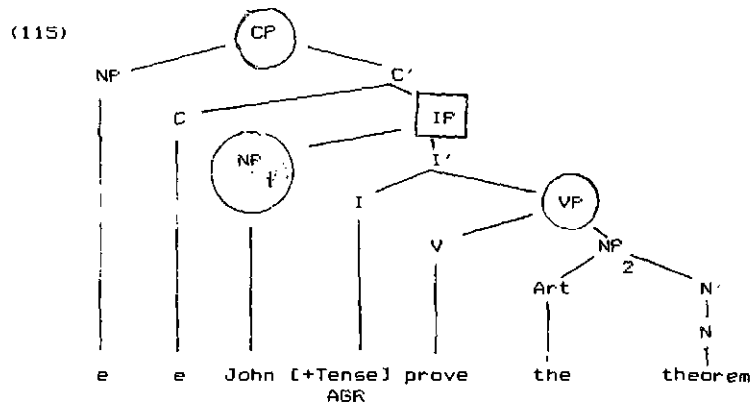 (115)
CP
NP C'
C IP
NP 1 I'
I VP
V NP 2
Art N'
N
e e John [+Tense] prove the theorem
AGR